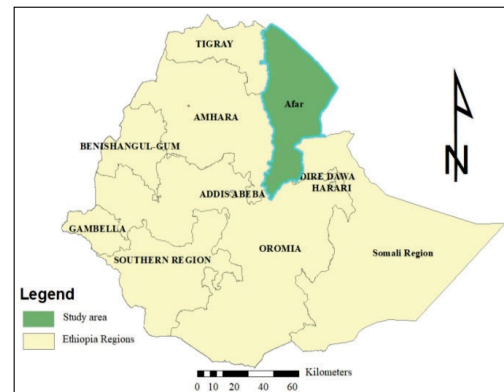 TIGRAY
Afar
AMHARA
N
BENISHANGUL-GUM
DIRE DAWA
HARARI
ADDIS ABEBA
GAMBELLA
SOUTHERN REGION
OROMIA
Somali Region
Legend
Study area
Ethiopia Regions
Kilometers
0 10 20 40 60